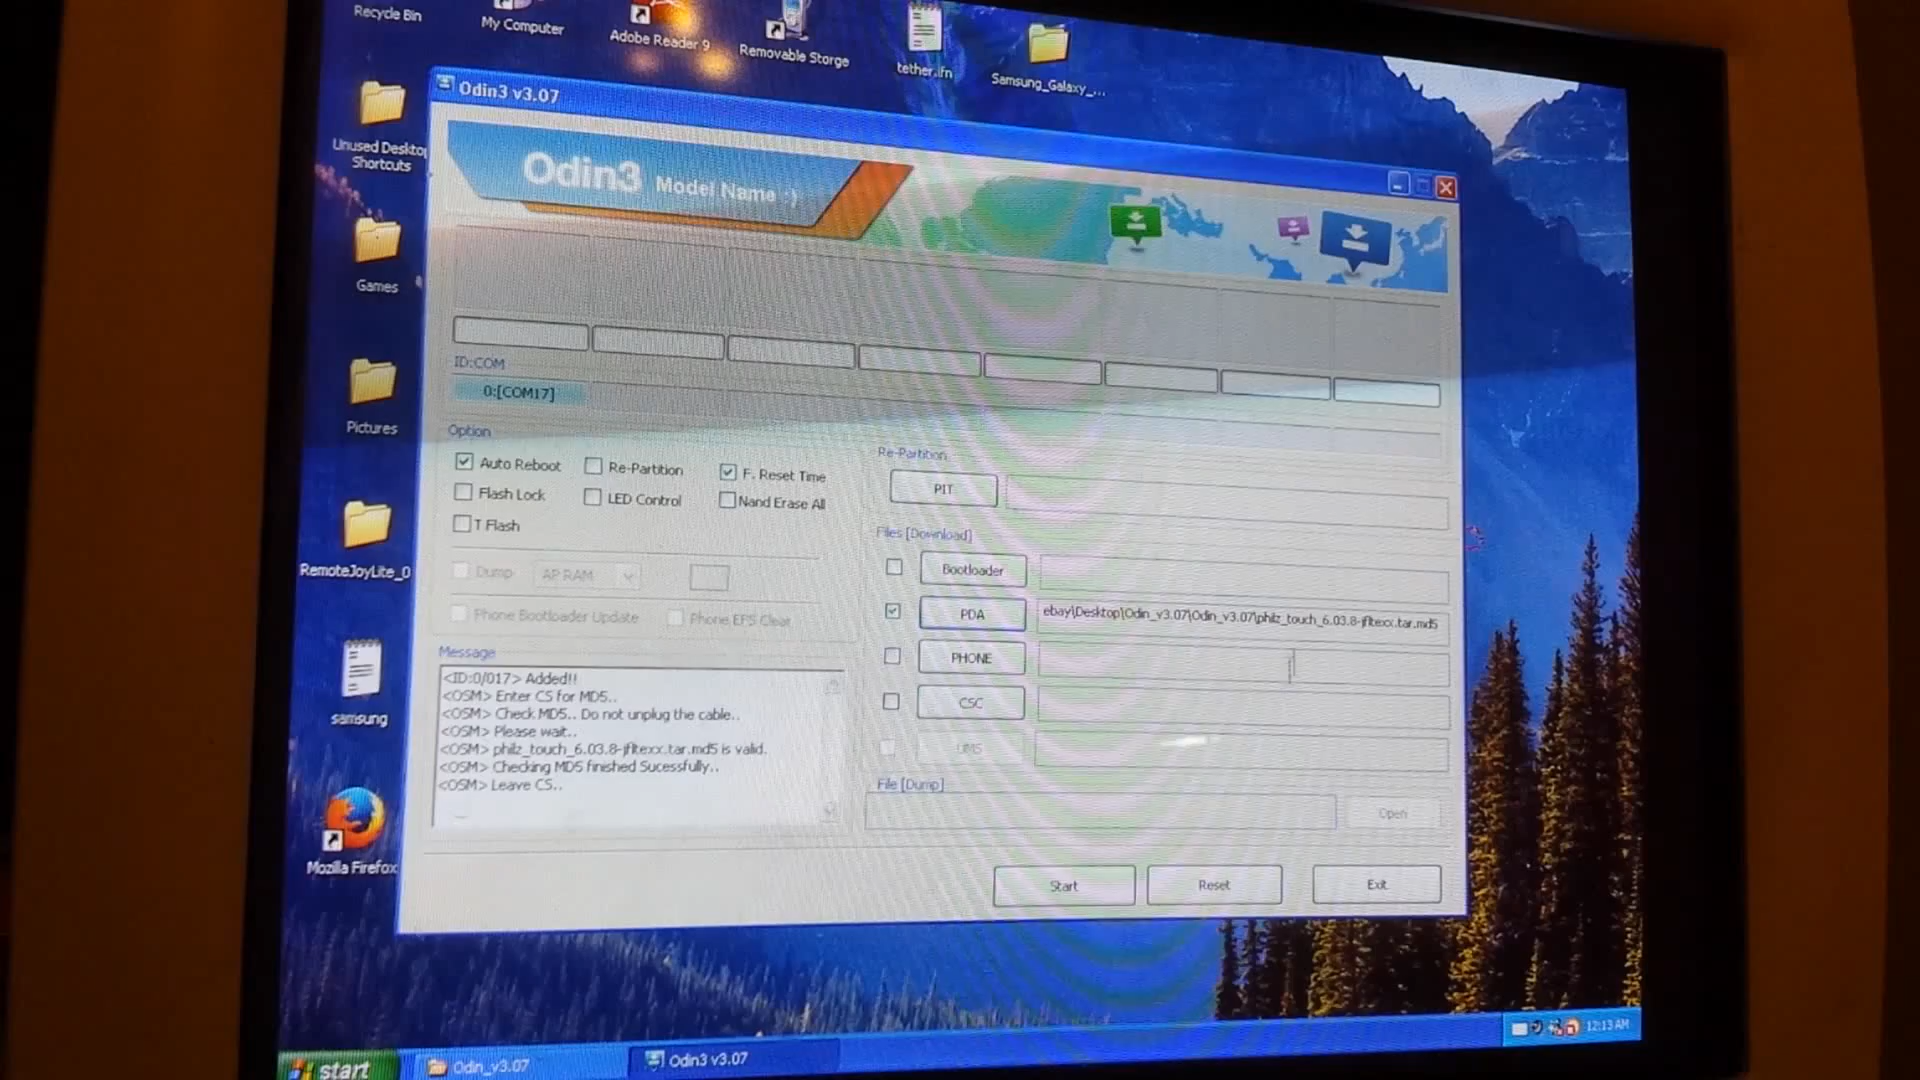 Recycle Bin
My Computer
Adobe Reader 9
Removable Storge
tether.ifn
Samsung_Galaxy_...
Unused Desktop
Shortcuts
Games
Pictures
RemoteJoyLite_0
samsung
Mozilla Firefox
Odin3 v3.07
Odin3 Model Name :)
ID:COM
0:[COM17]
Option
Auto Reboot
Re-Partition
F. Reset Time
Flash Lock
LED Control
Nand Erase All
T Flash
Dump
AP RAM
Phone Bootloader Update
Phone EFS Clear
Message
<ID:0/017> Added!!
<OSM> Enter CS for MD5..
<OSM> Check MD5.. Do not unplug the cable..
<OSM> Please wait..
<OSM> philz_touch_6.03.8-jfltexx.tar.md5 is valid.
<OSM> Checking MD5 finished Sucessfully..
<OSM> Leave CS..
Re-Partition
PIT
Files [Download]
Bootloader
PDA
ebay\Desktop\Odin_v3.07\Odin_v3.07\philz_touch_6.03.8-jfltexx.tar.md5
PHONE
CSC
UMS
File [Dump]
Open
Start
Reset
Exit
start
Odin_v3.07
Odin3 v3.07
12:13 AM